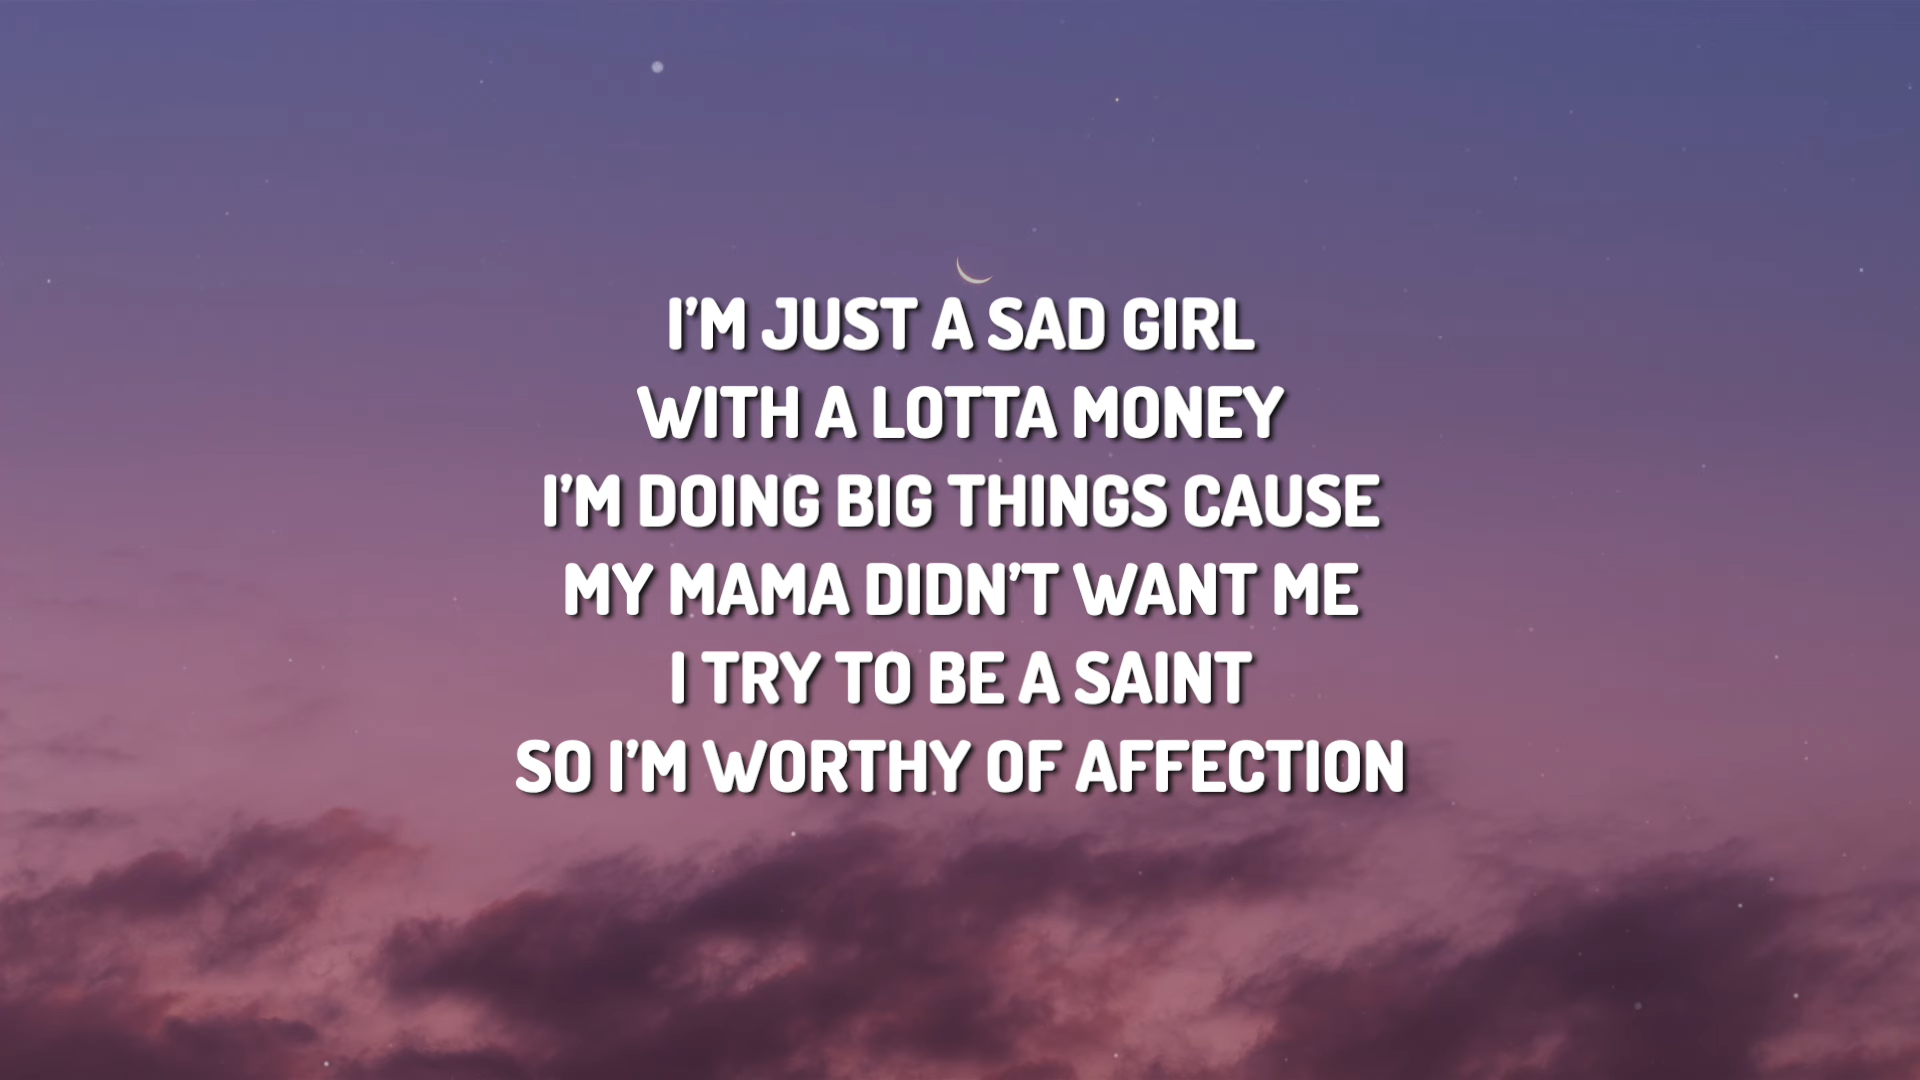 I’M JUST A SAD GIRL
WITH A LOTTA MONEY
I’M DOING BIG THINGS CAUSE
MY MAMA DIDN’T WANT ME
I TRY TO BE A SAINT
SO I’M WORTHY OF AFFECTION